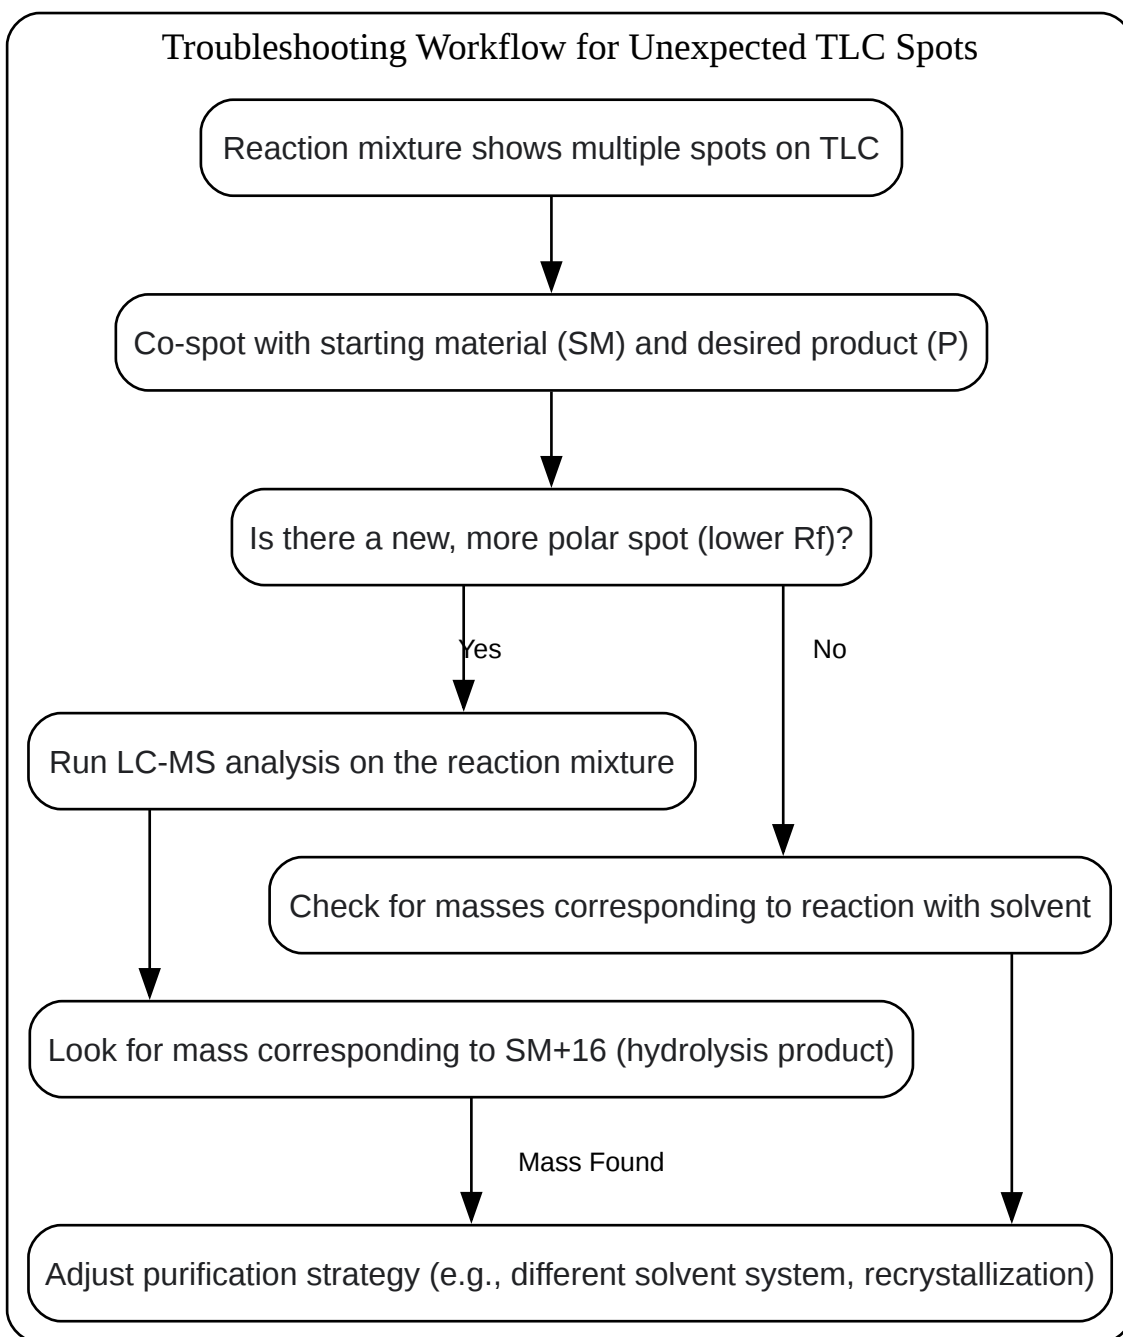 Troubleshooting Workflow for Unexpected TLC Spots
Reaction mixture shows multiple spots on TLC
Co-spot with starting material (SM) and desired product (P)
Is there a new, more polar spot (lower Rf)?
Yes
No
Run LC-MS analysis on the reaction mixture
Check for masses corresponding to reaction with solvent
Look for mass corresponding to SM+16 (hydrolysis product)
Mass Found
Adjust purification strategy (e.g., different solvent system, recrystallization)